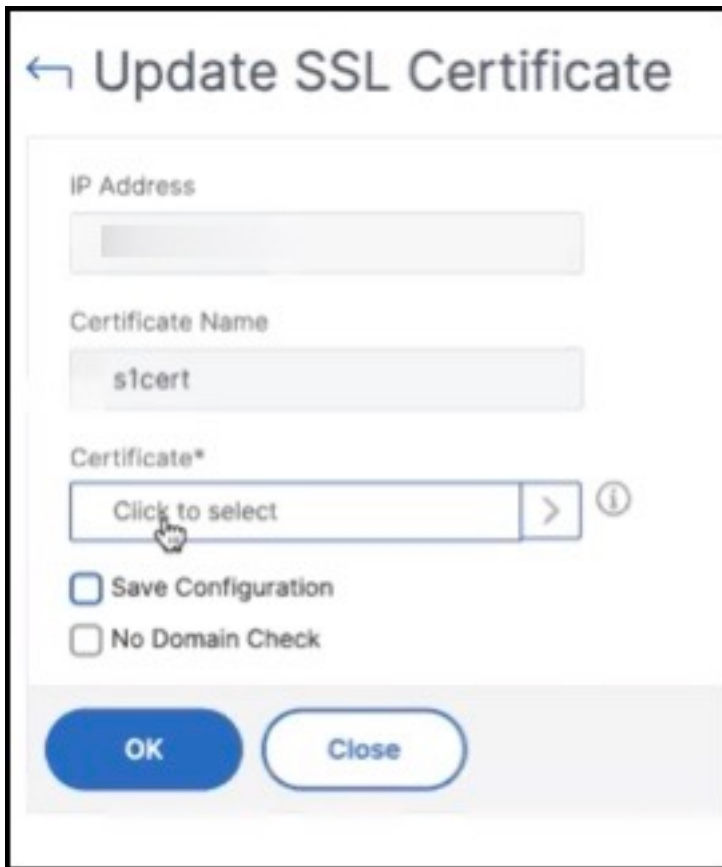 Update SSL Certificate
IP Address
Certificate Name
s1cert
Certificate*
Click to select
Save Configuration
No Domain Check
OK Close